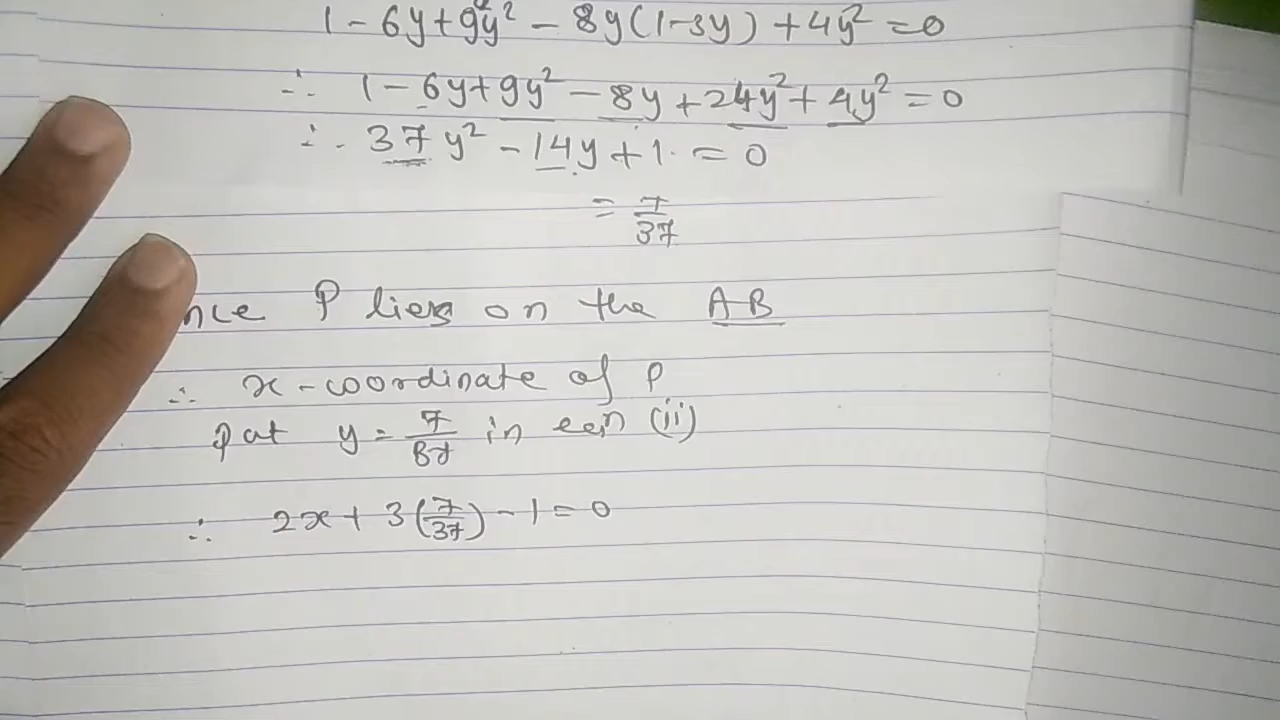 1 - 6y + 9y² - 8y(1-3y) + 4y² = 0
∴ 1 - 6y + 9y² - 8y + 24y² + 4y² = 0
∴ 37y² - 14y + 1 = 0
= 7/37
nce P lies on the AB
∴ x-coordinate of P
put y = 7/37 in eqn (ii)
∴ 2x + 3(7/37) - 1 = 0